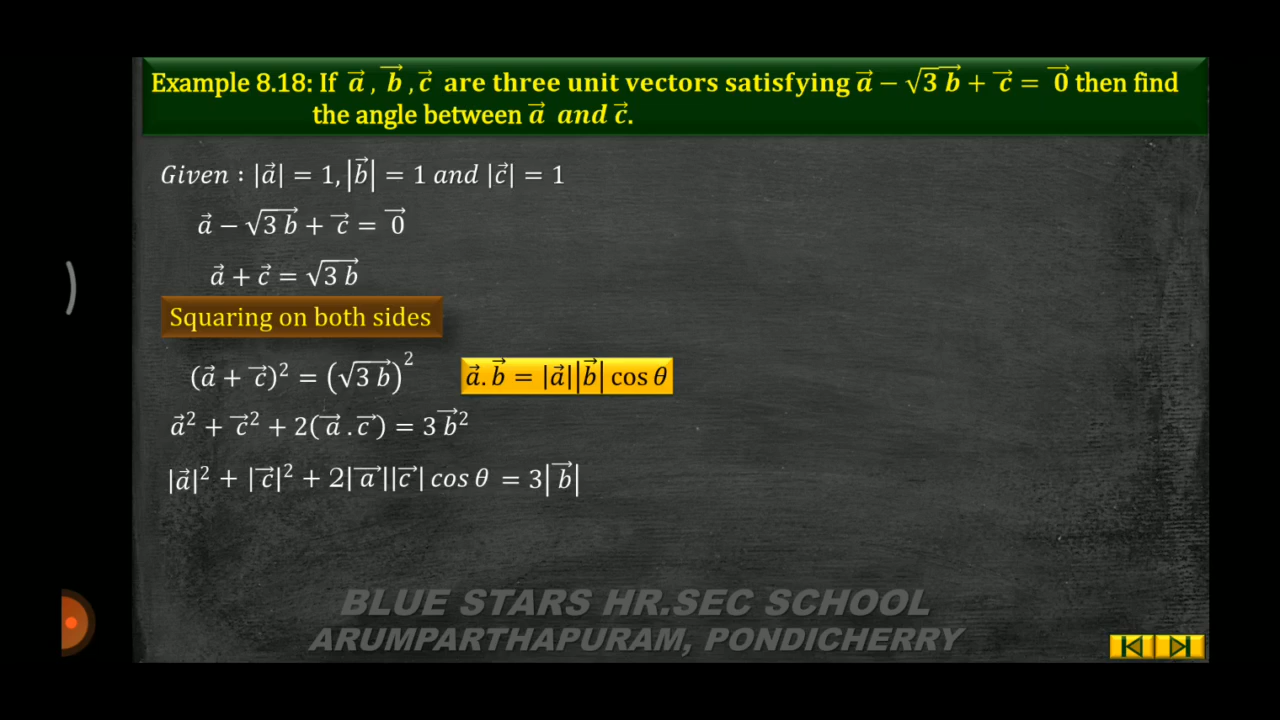 Example 8.18: If a⃗ , b⃗ , c⃗ are three unit vectors satisfying a⃗ − √3 b⃗ + c⃗ = 0⃗ then find
the angle between a⃗ and c⃗.
Given : |a⃗| = 1, |b⃗| = 1 and |c⃗| = 1
a⃗ − √3 b⃗ + c⃗ = 0⃗
a⃗ + c⃗ = √3 b⃗
Squaring on both sides
(a⃗ + c⃗)² = (√3 b⃗)² a⃗. b⃗ = |a⃗||b⃗| cos θ
a⃗² + c⃗² + 2(a⃗ . c⃗) = 3 b⃗²
|a⃗|² + |c⃗|² + 2|a⃗||c⃗| cos θ = 3|b⃗|
BLUE STARS HR.SEC SCHOOL
ARUMPARTHAPURAM, PONDICHERRY